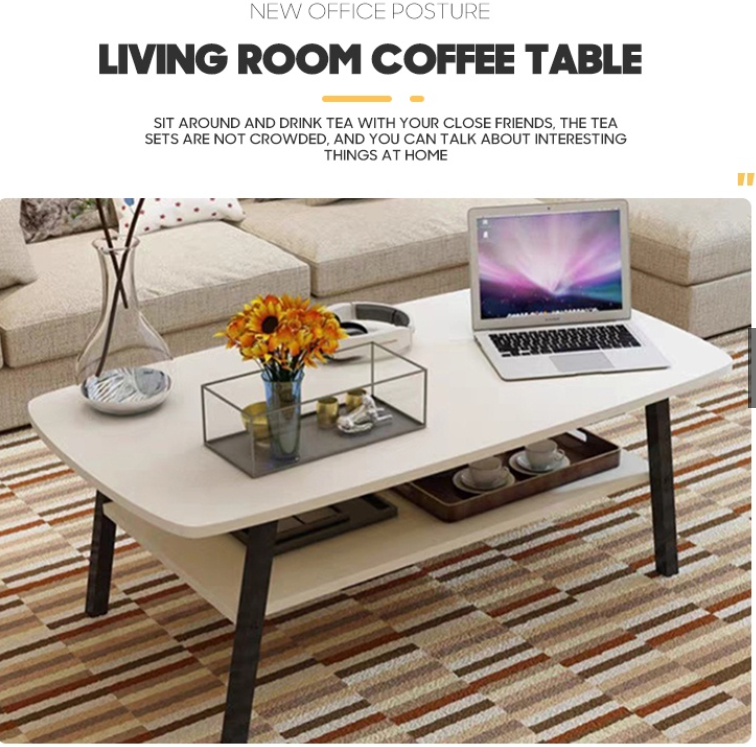 NEW OFFICE POSTURE
LIVING ROOM COFFEE TABLE
SIT AROUND AND DRINK TEA WITH YOUR CLOSE FRIENDS, THE TEA
SETS ARE NOT CROWDED, AND YOU CAN TALK ABOUT INTERESTING
THINGS AT HOME
"